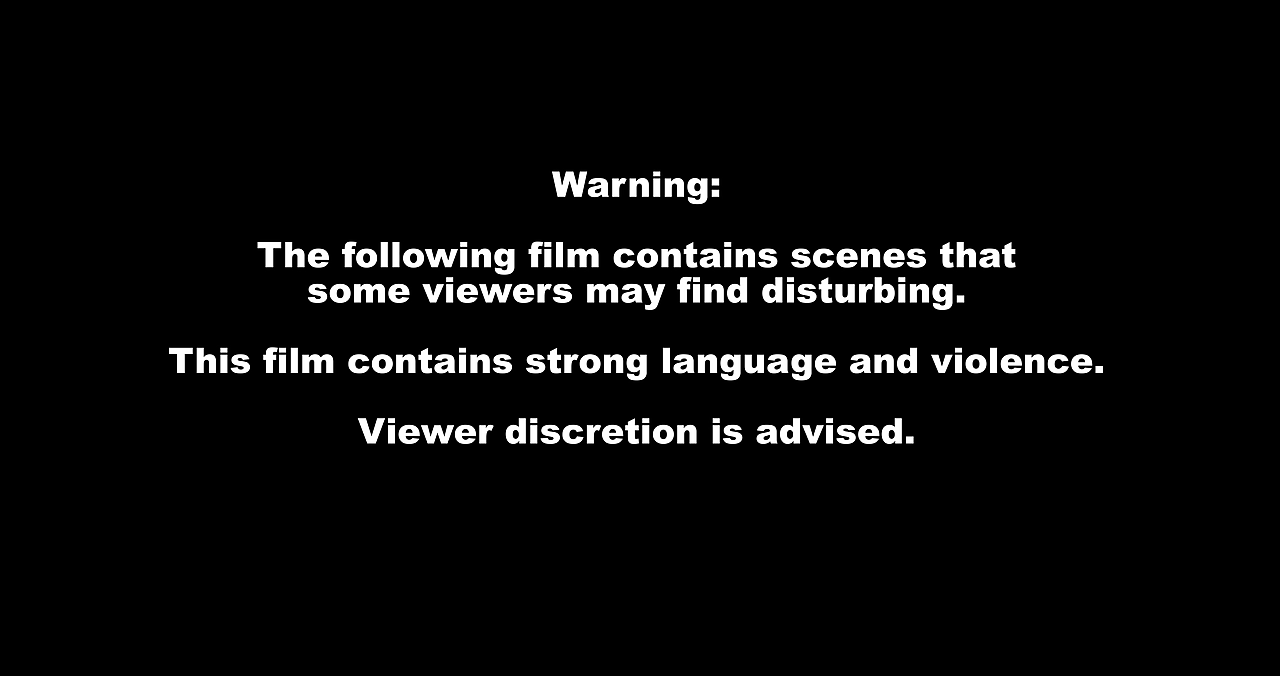 Warning:
The following film contains scenes that
some viewers may find disturbing.
This film contains strong language and violence.
Viewer discretion is advised.